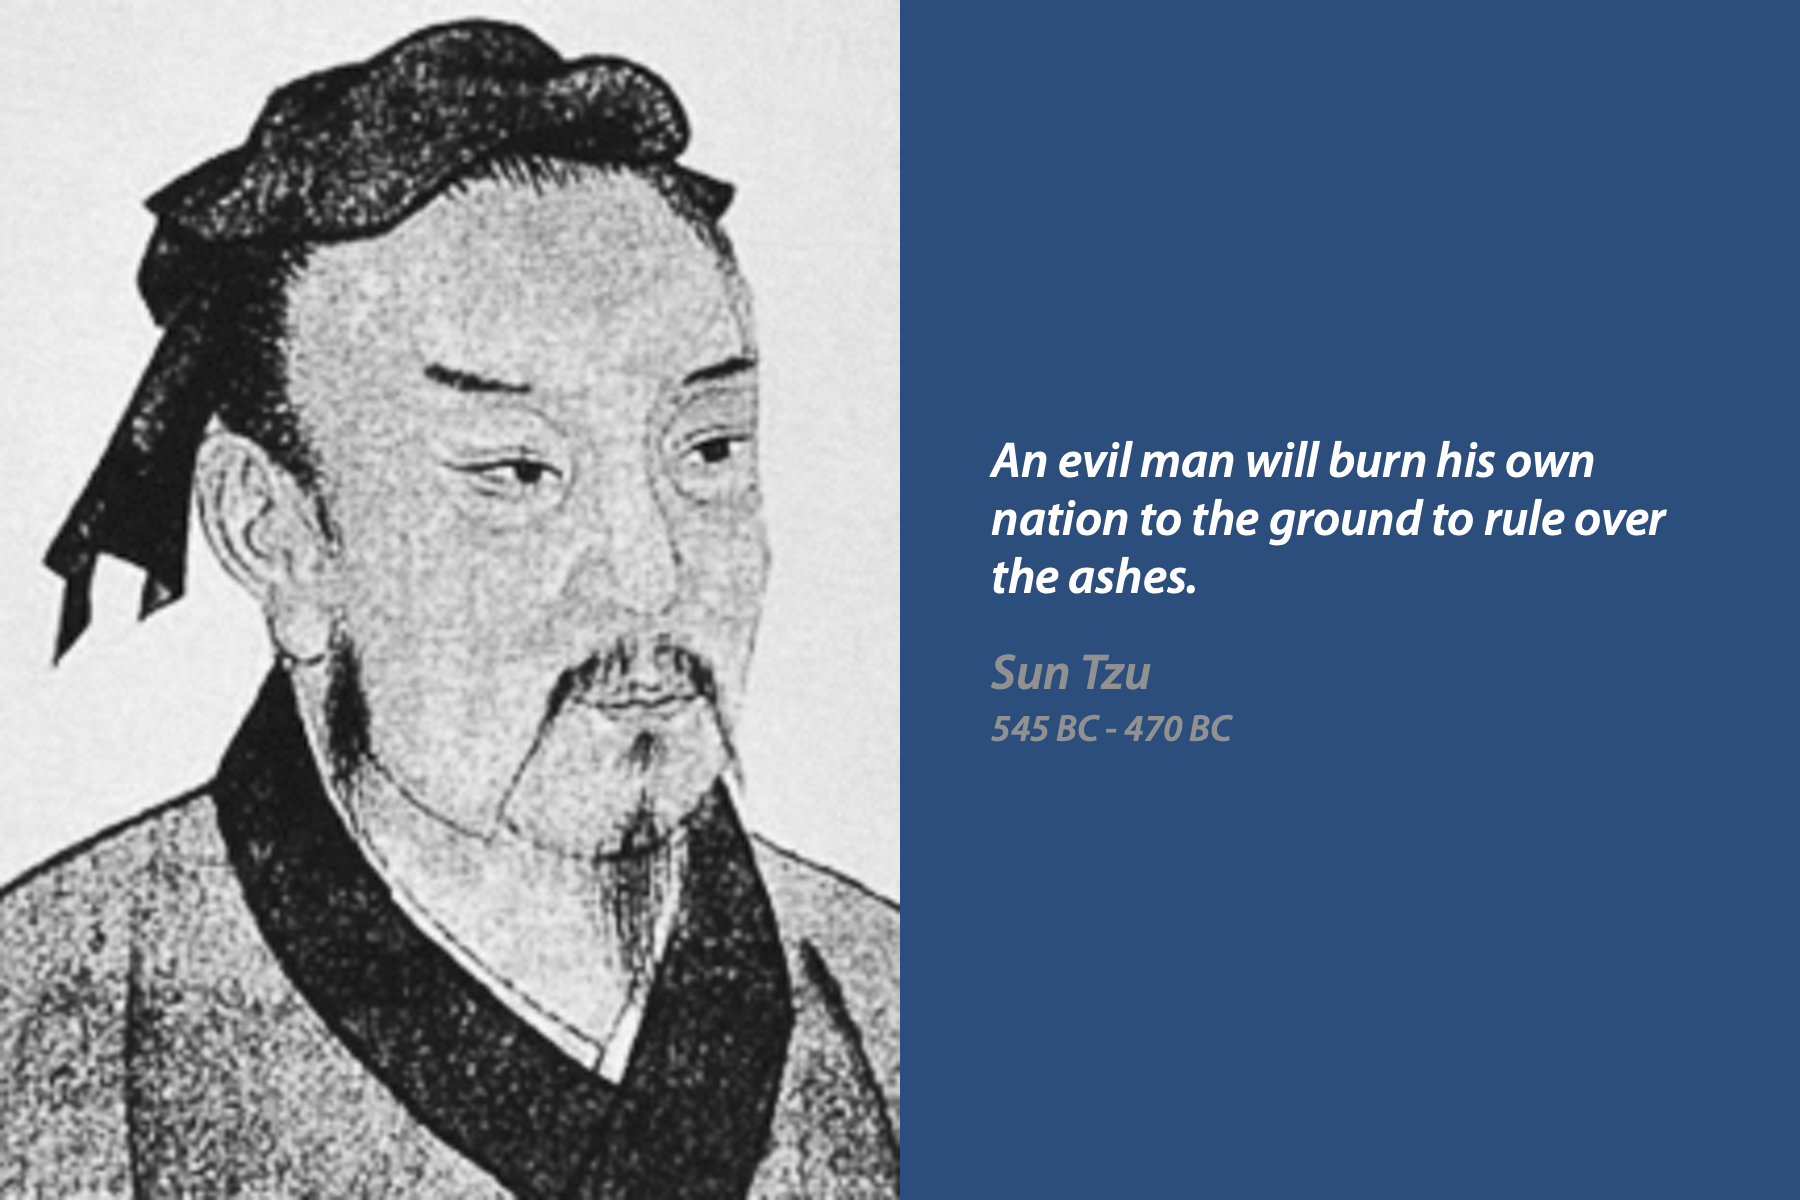 An evil man will burn his own
nation to the ground to rule over
the ashes.
Sun Tzu
545 BC - 470 BC